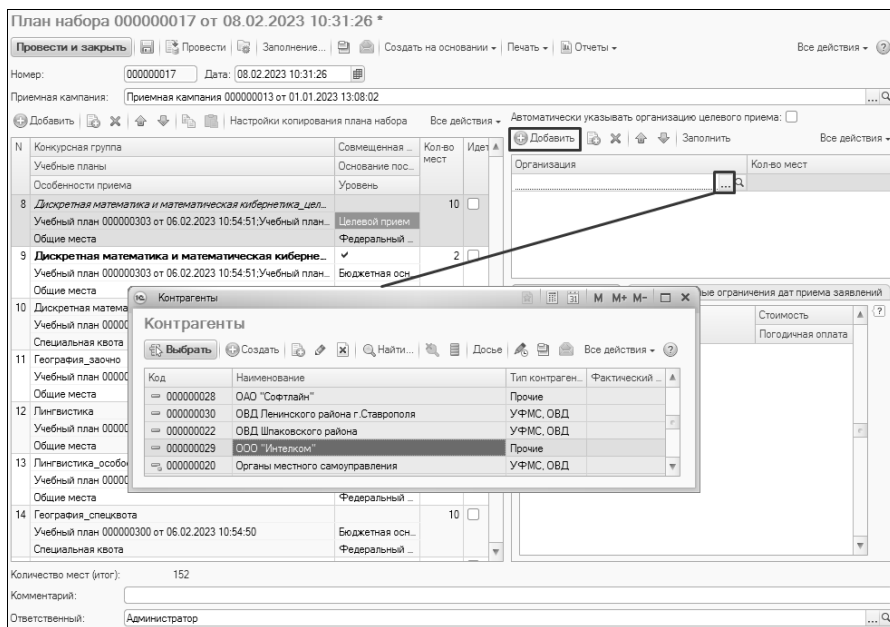 План набора 000000017 от 08.02.2023 10:31:26 *
Провести и закрыть Провести Заполнение... Создать на основании Печать Отчеты Все действия
Номер: 000000017 Дата: 08.02.2023 10:31:26
Приемная кампания: Приемная кампания 000000013 от 01.01.2023 13:08:02
Добавить Настройки копирования плана набора Все действия
Автоматически указывать организацию целевого приема:
Добавить Заполнить Все действия
N Конкурсная группа Совмещенная ... Кол-во мест Идет
Учебные планы Основание пос...
Особенности приема Уровень
Организация Кол-во мест
8 Дискретная математика и математическая кибернетика_цел... 10
Учебный план 000000303 от 06.02.2023 10:54:51;Учебный план... Целевой прием
Общие места Федеральный ...
9 Дискретная математика и математическая киберне... 2
Учебный план 000000303 от 06.02.2023 10:54:51;Учебный план... Бюджетная осн...
Общие места
10 Дискретная матема
Учебный план 0000
Специальная квота
11 География_заочно
Учебный план 0000
Общие места
12 Лингвистика
Учебный план 0000
Общие места
13 Лингвистика_особо
Учебный план 0000
Общие места Федеральный ...
14 География_спецквота 10
Учебный план 000000300 от 06.02.2023 10:54:50 Бюджетная осн...
Специальная квота Федеральный ...
ные ограничения дат приема заявлений
Стоимость
Погодичная оплата
Контрагенты M M+ M-
Контрагенты
Выбрать Создать Найти... Досье Все действия
Код Наименование Тип контраген... Фактический ...
000000028 ОАО "Софтлайн" Прочие
000000030 ОВД Ленинского района г.Ставрополя УФМС, ОВД
000000022 ОВД Шпаковского района УФМС, ОВД
000000029 ООО "Интелком" Прочие
000000020 Органы местного самоуправления УФМС, ОВД
Количество мест (итог): 152
Комментарий:
Ответственный: Администратор